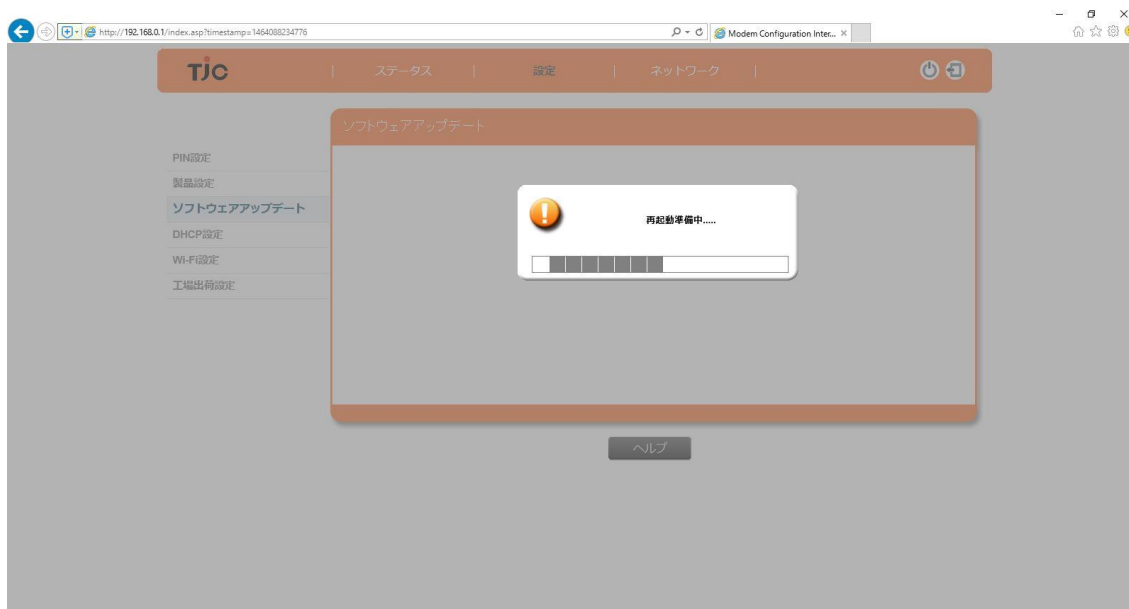 http://192.168.0.1/index.asp?timestamp=1464088234776
Modem Configuration Inter...
TJC
ステータス | 設定 | ネットワーク |
ソフトウェアアップデート
PIN設定
製品設定
ソフトウェアアップデート
DHCP設定
Wi-Fi設定
工場出荷設定
再起動準備中.....
ヘルプ